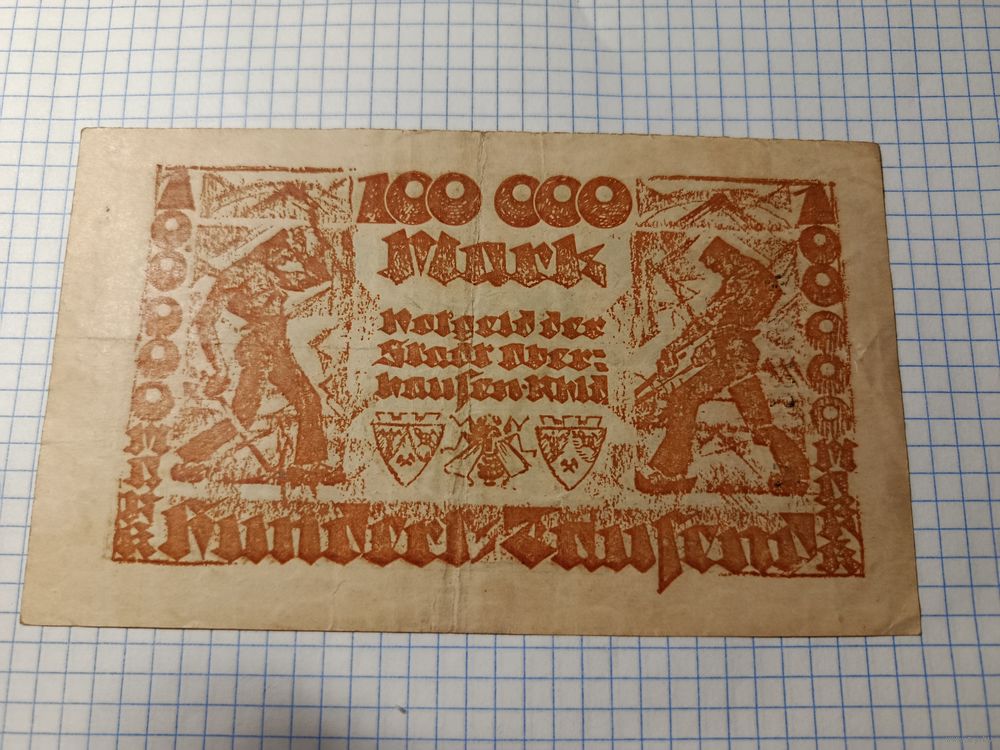 100 000
Mark
Notgeld der
Stadt Ober-
hausen Rhld
Hundert Tausend
100000 MARK
100000 MARK